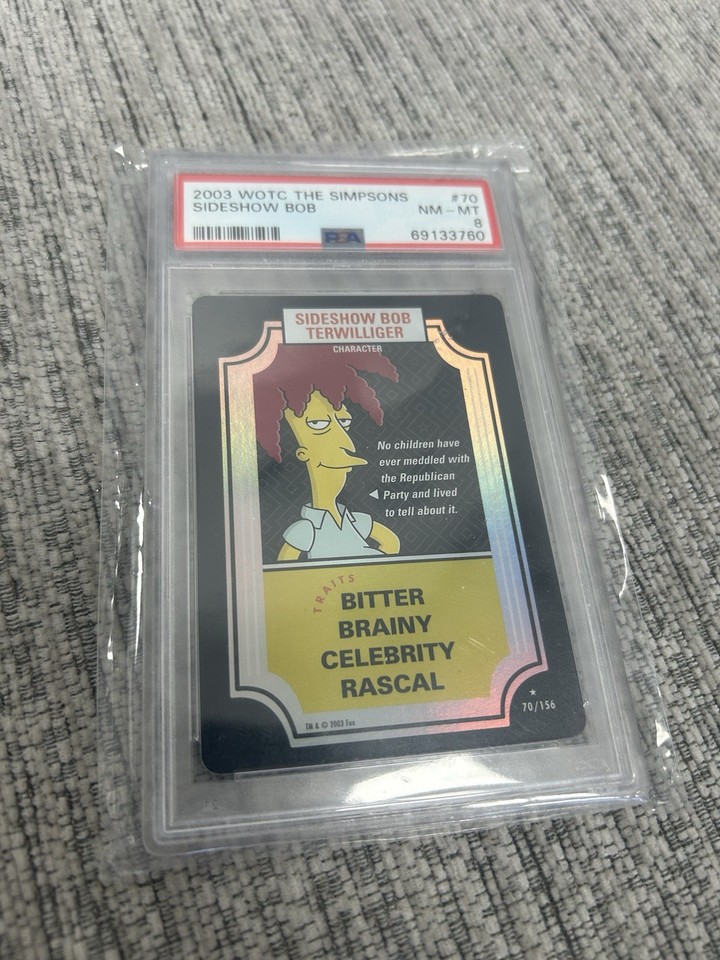 2003 WOTC THE SIMPSONS #70
SIDESHOW BOB NM - MT
8
PSA 69133760
SIDESHOW BOB
TERWILLIGER
CHARACTER
No children have
ever meddled with
the Republican
Party and lived
to tell about it.
TRAITS
BITTER
BRAINY
CELEBRITY
RASCAL
TM & © 2003 Fox
70/156